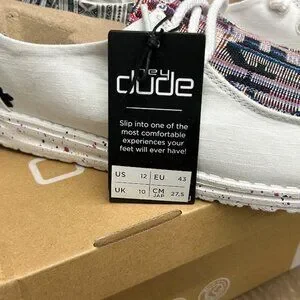 hey
dude
Slip into one of the
most comfortable
experiences your
feet will ever have!
US 12 EU 43
UK 10 CM JAP 27.5